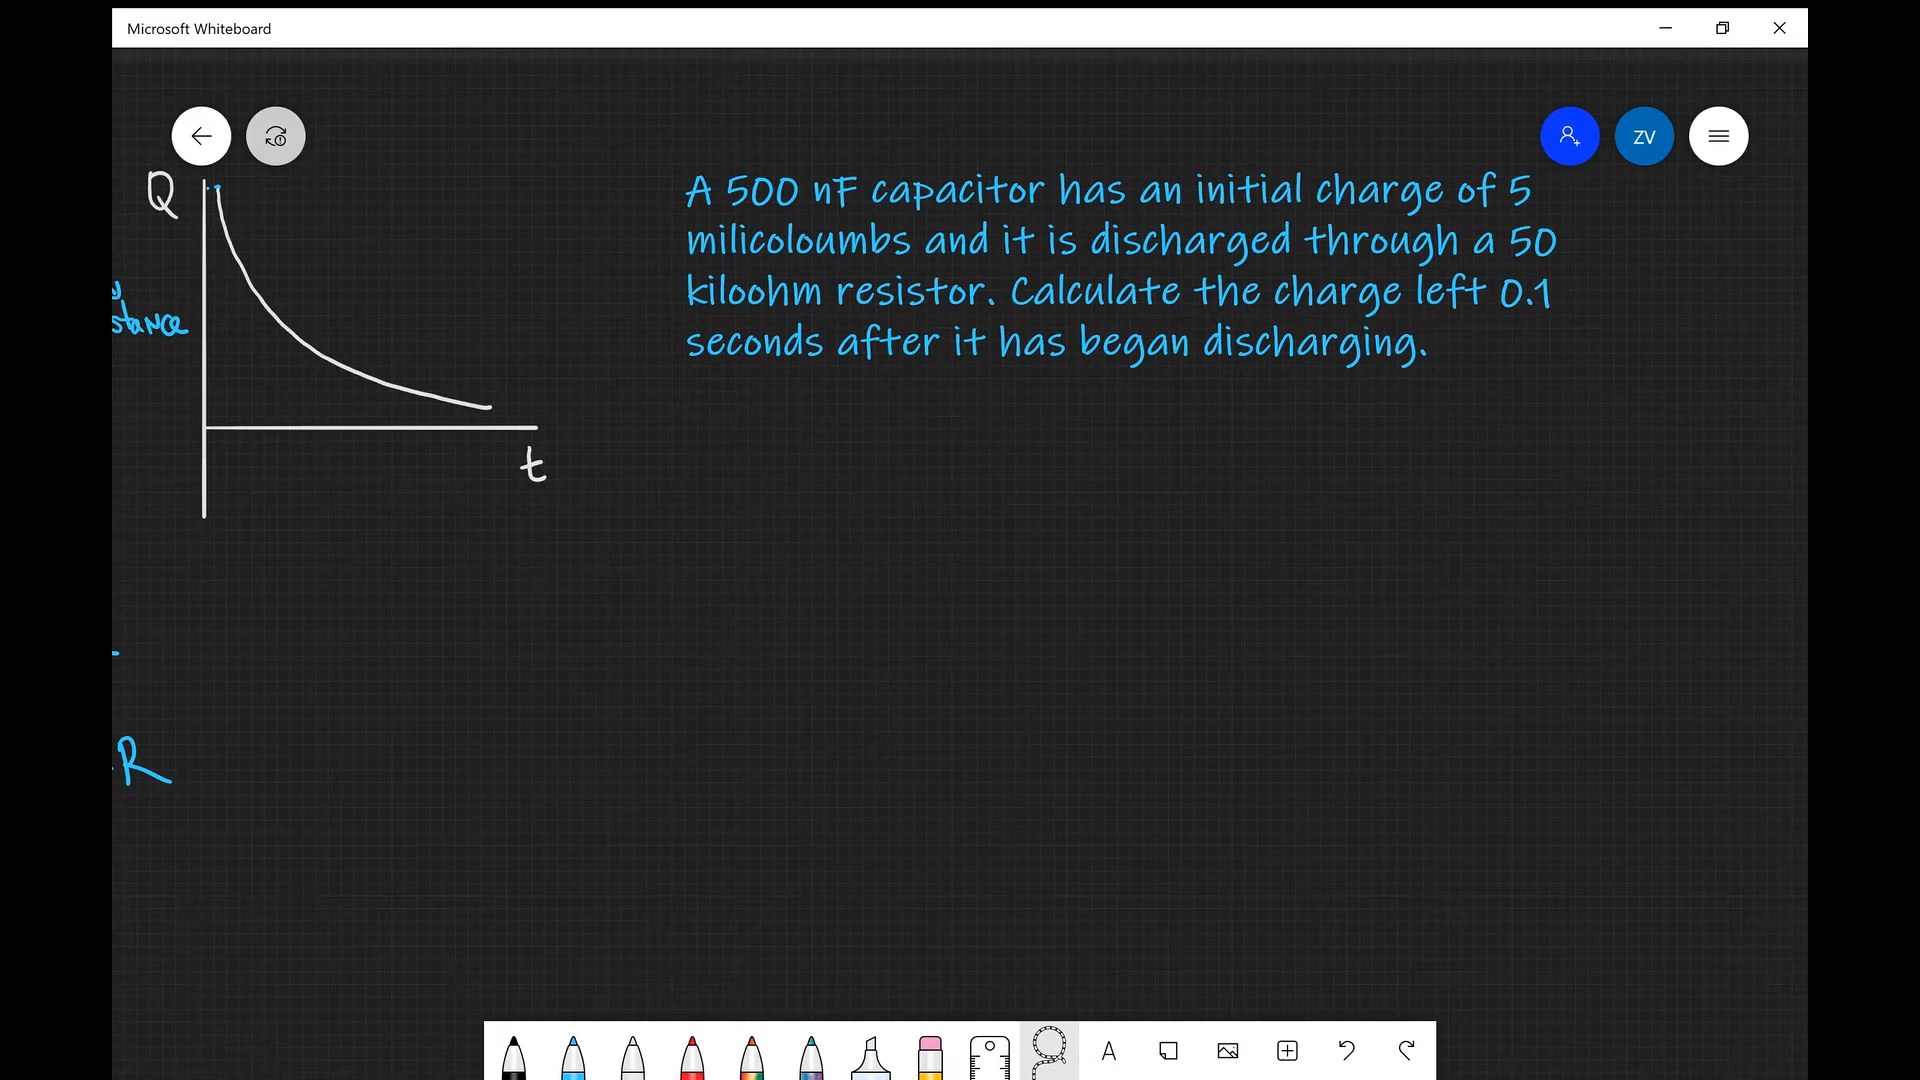 Microsoft Whiteboard
ZV
Q
A 500 nF capacitor has an initial charge of 5
milicoloumbs and it is discharged through a 50
kiloohm resistor. Calculate the charge left 0.1
seconds after it has began discharging.
stance
t
R
A